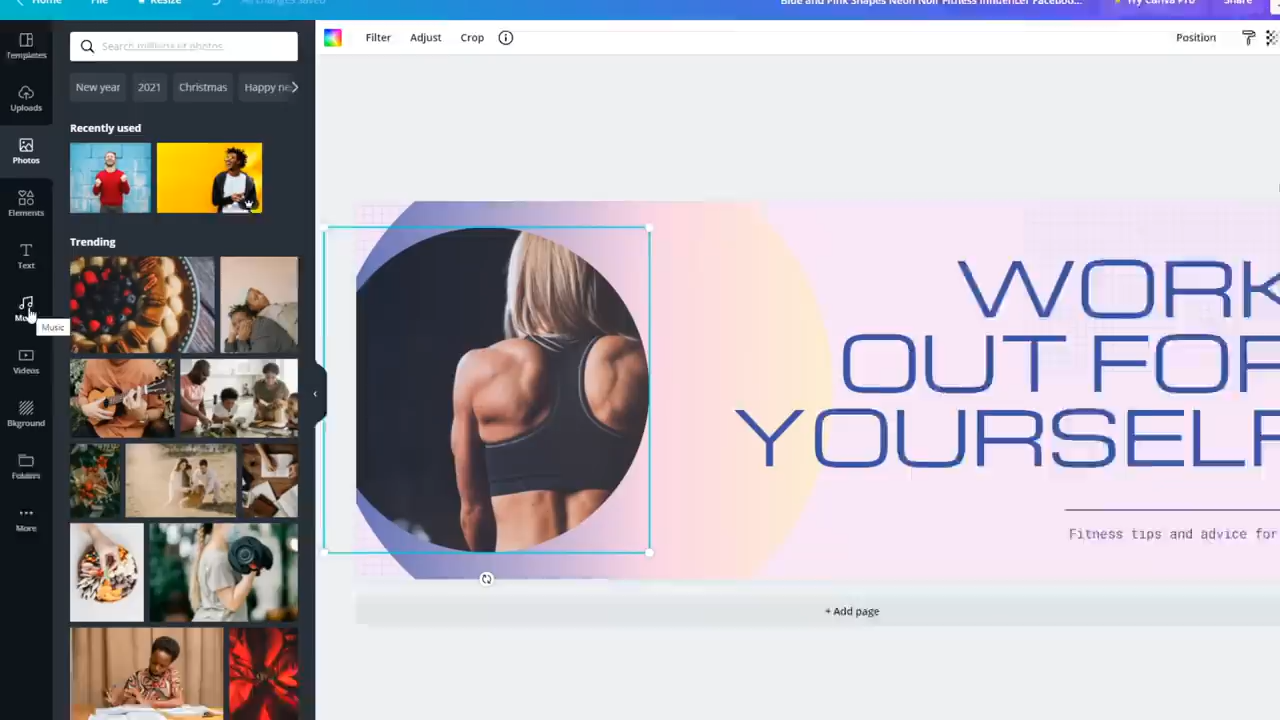 Home File Resize All changes saved Blue and Pink Shapes Neon Noir Fitness Influencer Facebo... Try Canva Pro Share
Templates
Uploads
Photos
Elements
Text
Music
Videos
Bkground
Folders
More
Search millions of photos
New year 2021 Christmas Happy ne
Recently used
Trending
Filter Adjust Crop
Position
WORK
OUT FOR
YOURSELF
Fitness tips and advice for
+ Add page